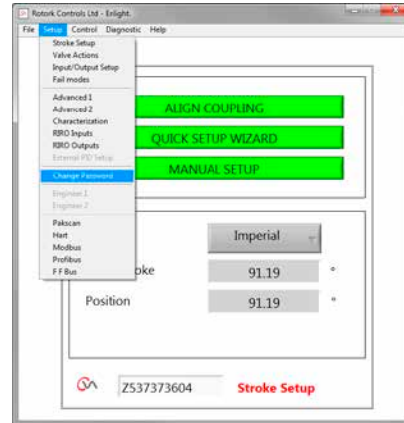 Rotork Controls Ltd - Enlight.
File Setup Control Diagnostic Help
Stroke Setup
Valve Actions
Input/Output Setup
Fail modes
Advanced 1
Advanced 2
Characterization
RIRO Inputs
RIRO Outputs
External PID Setup
Change Password
Engineer 1
Engineer 2
Pakscan
Hart
Modbus
Profibus
F F Bus
ALIGN COUPLING
QUICK SETUP WIZARD
MANUAL SETUP
Imperial
oke 91.19 °
Position 91.19 °
Z537373604 Stroke Setup